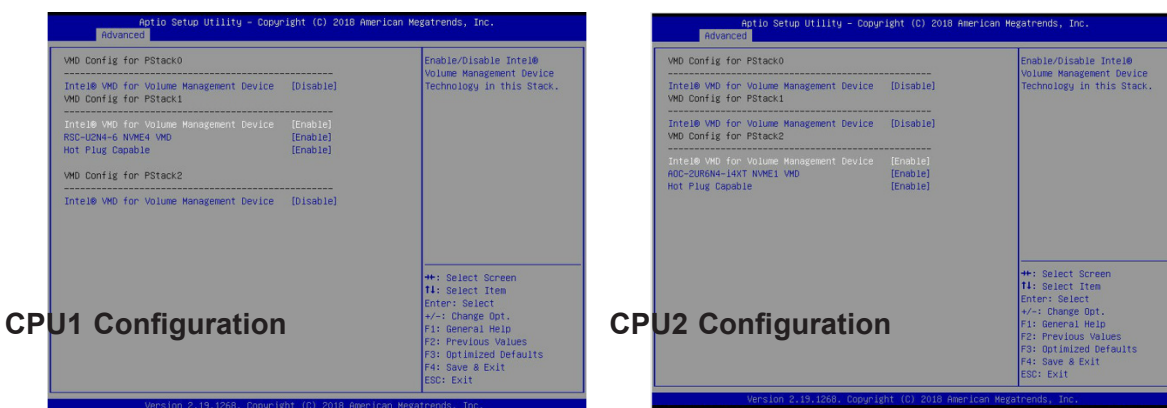 Aptio Setup Utility – Copyright (C) 2018 American Megatrends, Inc.
Advanced
VMD Config for PStack0
Intel® VMD for Volume Management Device [Disable]
VMD Config for PStack1
Intel® VMD for Volume Management Device [Enable]
RSC-U2N4-6 NVME4 VMD [Enable]
Hot Plug Capable [Enable]
VMD Config for PStack2
Intel® VMD for Volume Management Device [Disable]
Enable/Disable Intel®
Volume Management Device
Technology in this Stack.
→←: Select Screen
↑↓: Select Item
Enter: Select
+/-: Change Opt.
F1: General Help
F2: Previous Values
F3: Optimized Defaults
F4: Save & Exit
ESC: Exit
Version 2.19.1268. Copyright (C) 2018 American Megatrends, Inc.
CPU1 Configuration
Aptio Setup Utility – Copyright (C) 2018 American Megatrends, Inc.
Advanced
VMD Config for PStack0
Intel® VMD for Volume Management Device [Disable]
VMD Config for PStack1
Intel® VMD for Volume Management Device [Disable]
VMD Config for PStack2
Intel® VMD for Volume Management Device [Enable]
AOC-2UR6N4-i4XT NVME1 VMD [Enable]
Hot Plug Capable [Enable]
Enable/Disable Intel®
Volume Management Device
Technology in this Stack.
→←: Select Screen
↑↓: Select Item
Enter: Select
+/-: Change Opt.
F1: General Help
F2: Previous Values
F3: Optimized Defaults
F4: Save & Exit
ESC: Exit
Version 2.19.1268. Copyright (C) 2018 American Megatrends, Inc.
CPU2 Configuration